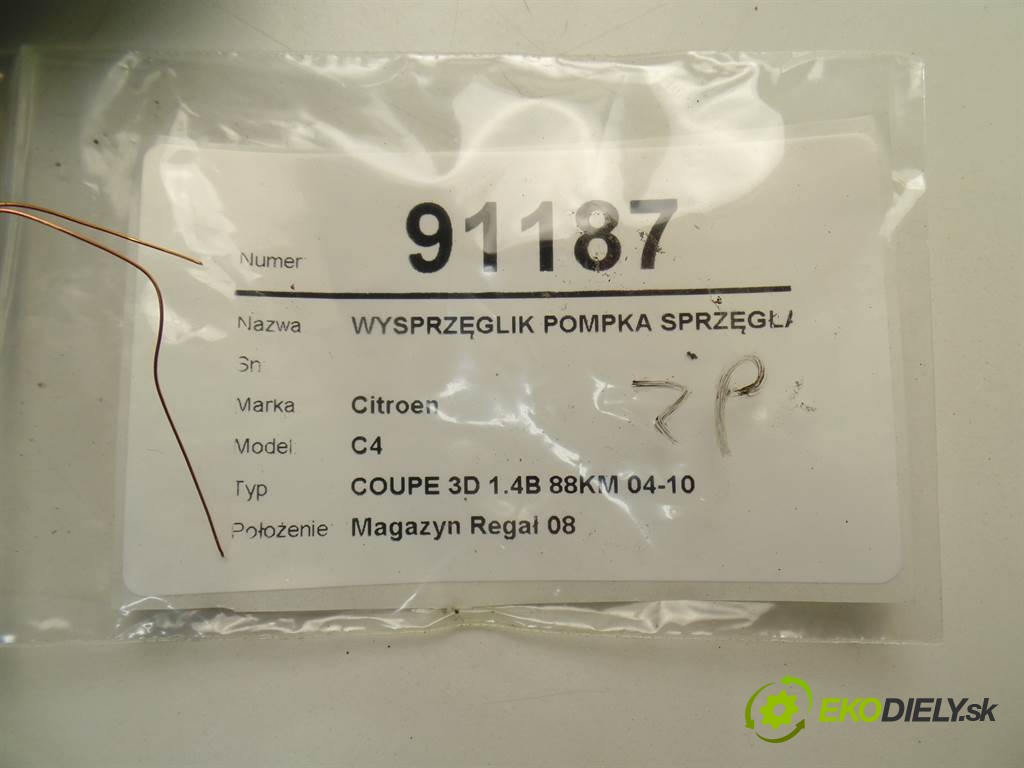 Numer 91187
Nazwa WYSPRZĘGLIK POMPKA SPRZĘGŁA
Sn
Marka Citroen
Model C4
Typ COUPE 3D 1.4B 88KM 04-10
Położenie Magazyn Regał 08
EKODIELY.sk